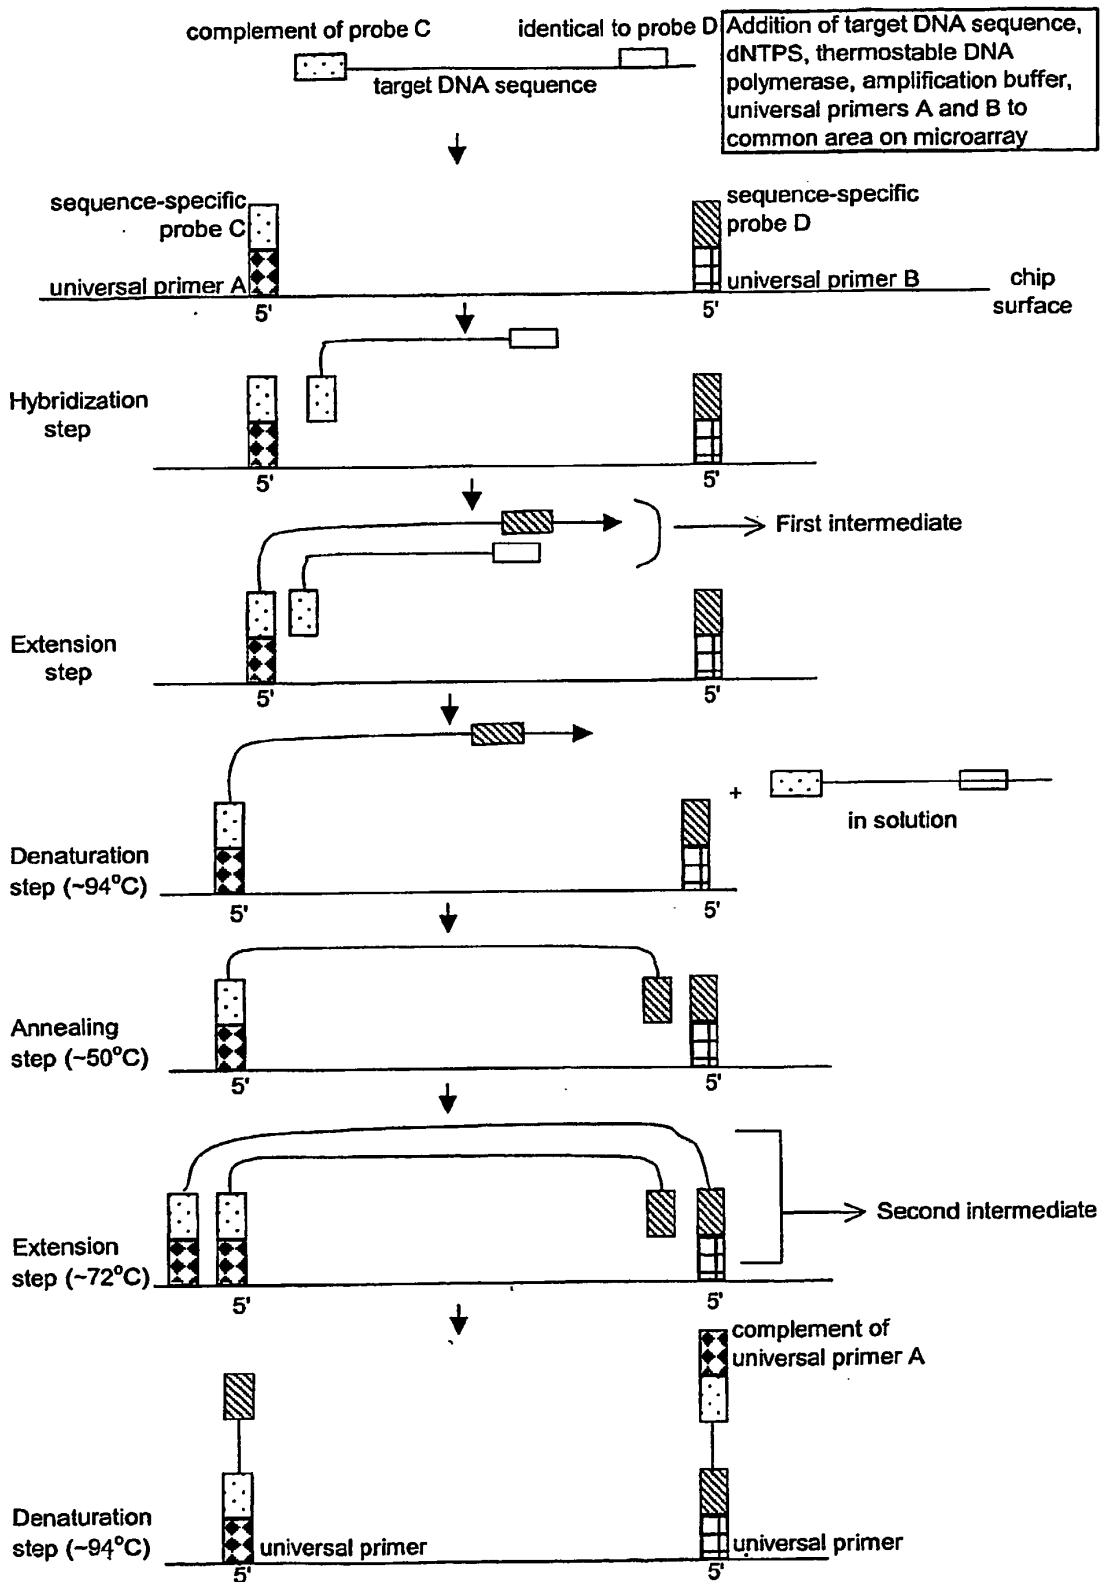 complement of probe C
identical to probe D
target DNA sequence
Addition of target DNA sequence,
dNTPS, thermostable DNA
polymerase, amplification buffer,
universal primers A and B to
common area on microarray
sequence-specific
probe C
sequence-specific
probe D
universal primer A
universal primer B
chip
surface
5'
5'
Hybridization
step
5'
5'
First intermediate
Extension
step
5'
5'
+
in solution
Denaturation
step (~94°C)
5'
5'
Annealing
step (~50°C)
5'
5'
Second intermediate
Extension
step (~72°C)
5'
5'
complement of
universal primer A
Denaturation
step (~94°C)
universal primer
universal primer
5'
5'